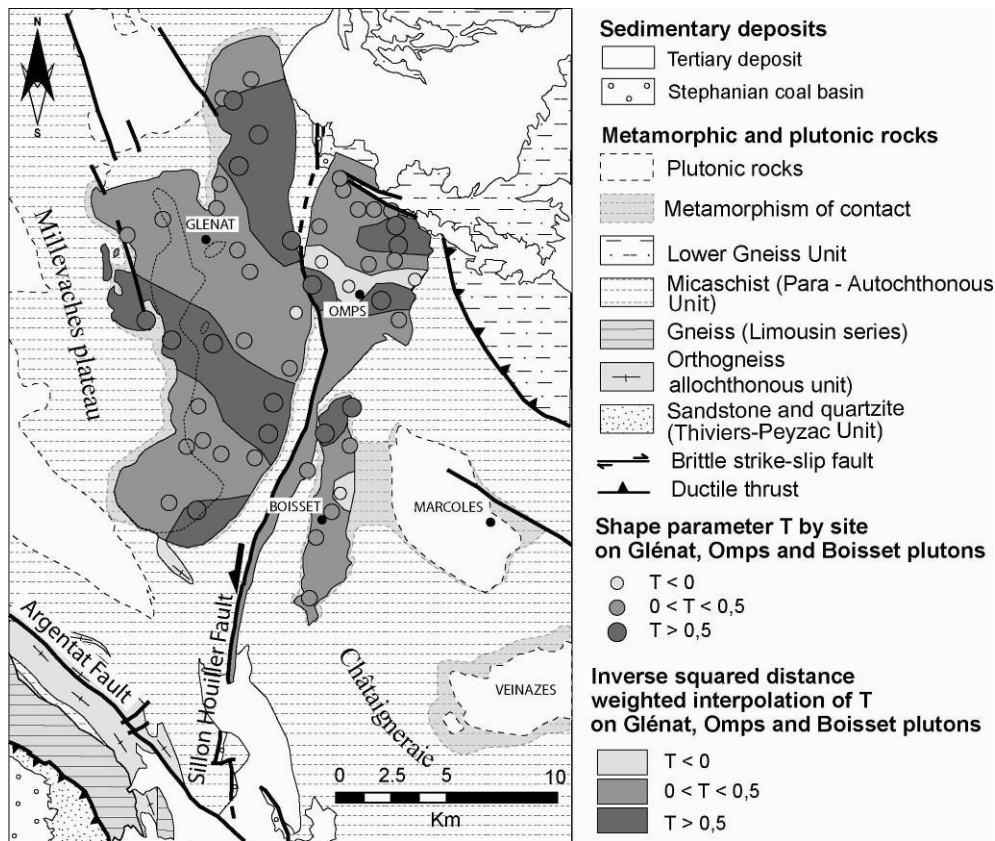 N
S
GLENAT
OMPS
BOISSET
MARCOLES
VEINAZES
Millevaches plateau
Argentat Fault
Sillon Houiller Fault
Châtaigneraie
0 2.5 5 10
Km
Sedimentary deposits
Tertiary deposit
Stephanian coal basin
Metamorphic and plutonic rocks
Plutonic rocks
Metamorphism of contact
Lower Gneiss Unit
Micaschist (Para - Autochthonous
Unit)
Gneiss (Limousin series)
Orthogneiss
allochthonous unit)
Sandstone and quartzite
(Thiviers-Peyzac Unit)
Brittle strike-slip fault
Ductile thrust
Shape parameter T by site
on Glénat, Omps and Boisset plutons
T < 0
0 < T < 0,5
T > 0,5
Inverse squared distance
weighted interpolation of T
on Glénat, Omps and Boisset plutons
T < 0
0 < T < 0,5
T > 0,5